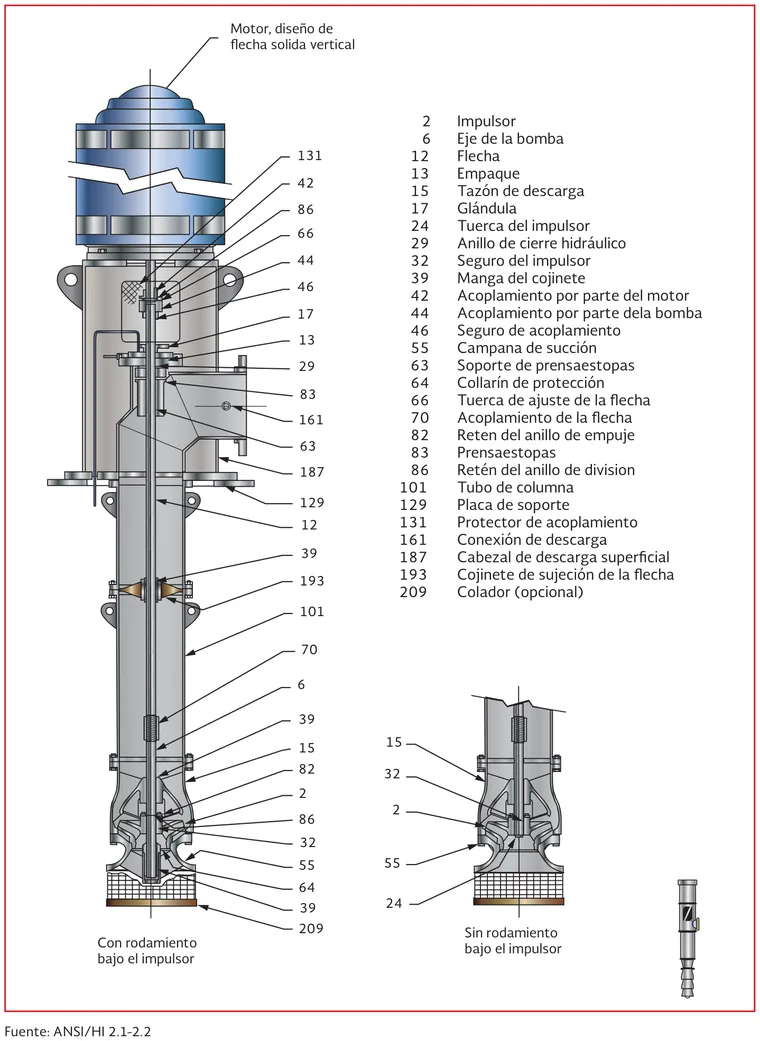 Motor, diseño de
flecha solida vertical
131
42
86
66
44
46
17
13
29
83
161
63
187
129
12
39
193
101
70
6
39
15
82
2
86
32
55
64
39
209
Con rodamiento
bajo el impulsor
2 Impulsor
6 Eje de la bomba
12 Flecha
13 Empaque
15 Tazón de descarga
17 Glándula
24 Tuerca del impulsor
29 Anillo de cierre hidráulico
32 Seguro del impulsor
39 Manga del cojinete
42 Acoplamiento por parte del motor
44 Acoplamiento por parte dela bomba
46 Seguro de acoplamiento
55 Campana de succión
63 Soporte de prensaestopas
64 Collarín de protección
66 Tuerca de ajuste de la flecha
70 Acoplamiento de la flecha
82 Reten del anillo de empuje
83 Prensaestopas
86 Retén del anillo de division
101 Tubo de columna
129 Placa de soporte
131 Protector de acoplamiento
161 Conexión de descarga
187 Cabezal de descarga superficial
193 Cojinete de sujeción de la flecha
209 Colador (opcional)
15
32
2
55
24
Sin rodamiento
bajo el impulsor
Fuente: ANSI/HI 2.1-2.2